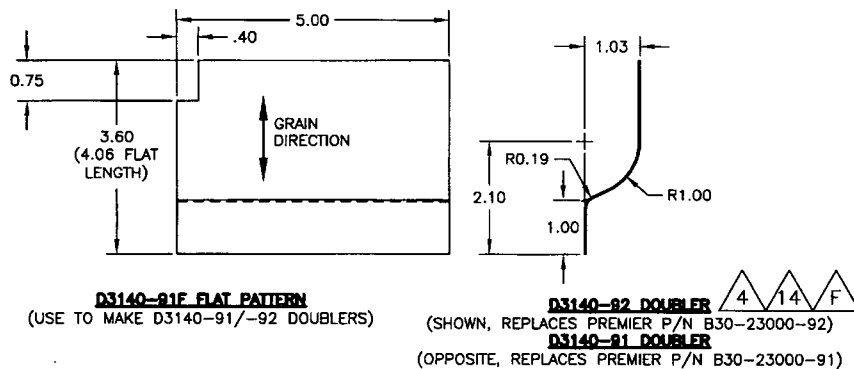 5.00
.40
1.03
0.75
3.60
(4.06 FLAT
LENGTH)
GRAIN
DIRECTION
R0.19
2.10
R1.00
1.00
D3140-91F FLAT PATTERN
(USE TO MAKE D3140-91/-92 DOUBLERS)
D3140-92 DOUBLER
4
14
F
(SHOWN, REPLACES PREMIER P/N B30-23000-92)
D3140-91 DOUBLER
(OPPOSITE, REPLACES PREMIER P/N B30-23000-91)